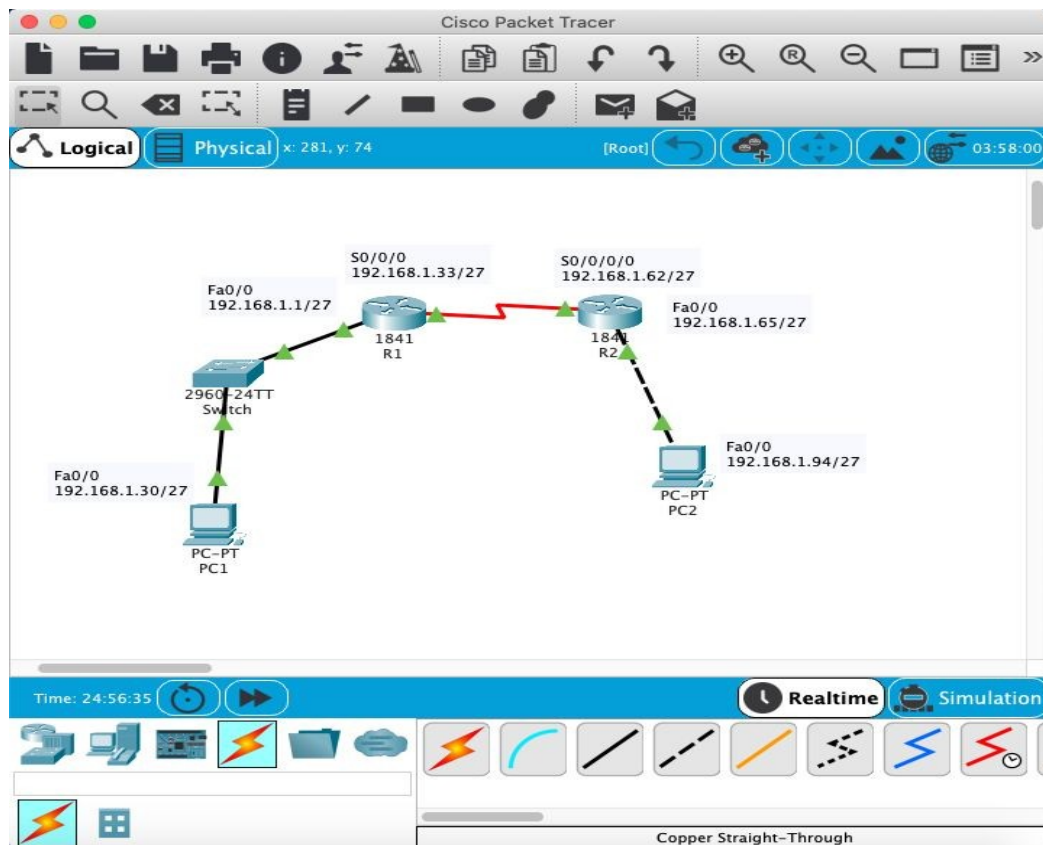 Cisco Packet Tracer
Logical
Physical
x: 281, y: 74
[Root]
03:58:00
S0/0/0
192.168.1.33/27
S0/0/0/0
192.168.1.62/27
Fa0/0
192.168.1.1/27
Fa0/0
192.168.1.65/27
1841
R1
1841
R2
2960-24TT
Switch
Fa0/0
192.168.1.94/27
Fa0/0
192.168.1.30/27
PC-PT
PC2
PC-PT
PC1
Time: 24:56:35
Realtime
Simulation
Copper Straight-Through